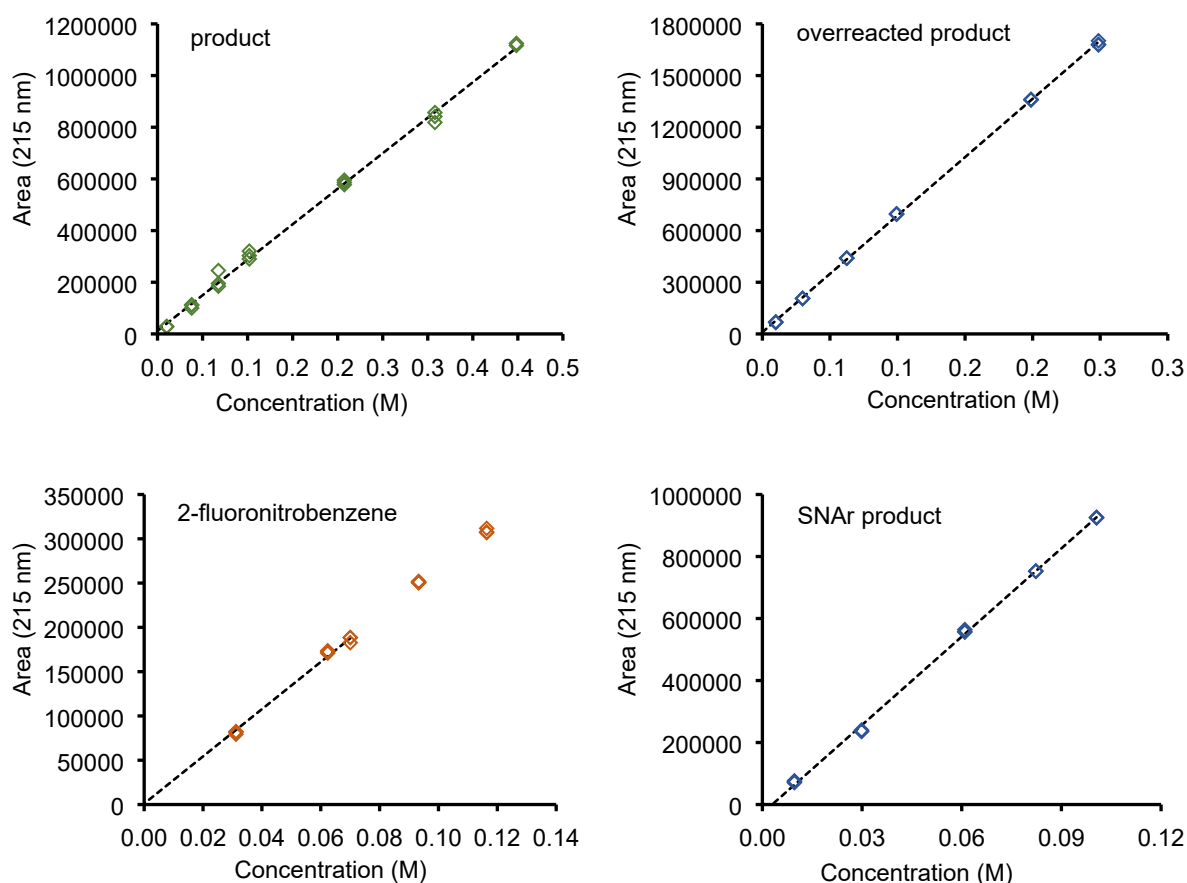 product
Area (215 nm)
1200000
1000000
800000
600000
400000
200000
0
0.0 0.1 0.1 0.2 0.2 0.3 0.3 0.4 0.5
Concentration (M)
overreacted product
Area (215 nm)
1800000
1500000
1200000
900000
600000
300000
0
0.0 0.1 0.1 0.2 0.2 0.3 0.3
Concentration (M)
2-fluoronitrobenzene
Area (215 nm)
350000
300000
250000
200000
150000
100000
50000
0
0.00 0.02 0.04 0.06 0.08 0.10 0.12 0.14
Concentration (M)
SNAr product
Area (215 nm)
1000000
800000
600000
400000
200000
0
0.00 0.03 0.06 0.09 0.12
Concentration (M)